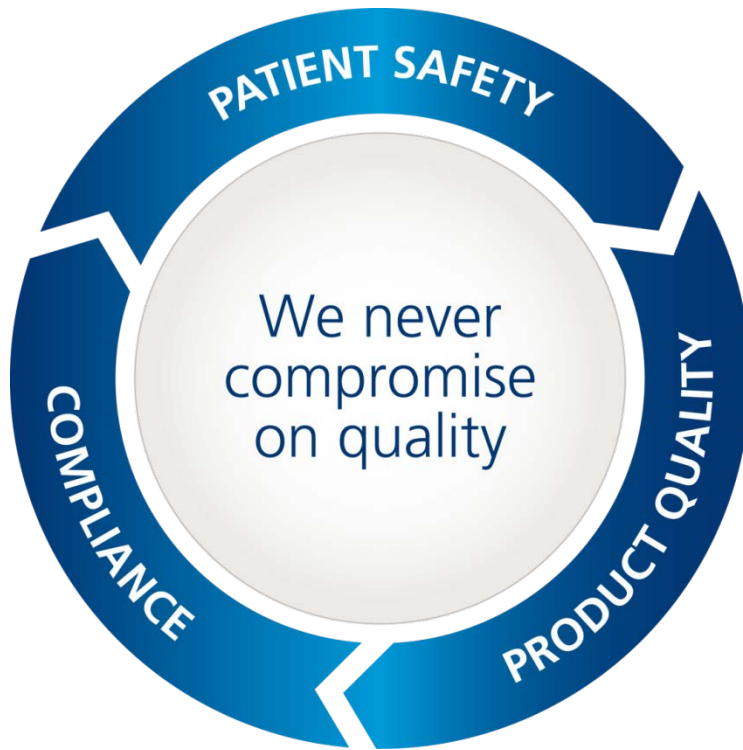 PATIENT SAFETY
We never
compromise
on quality
COMPLIANCE
PRODUCT QUALITY